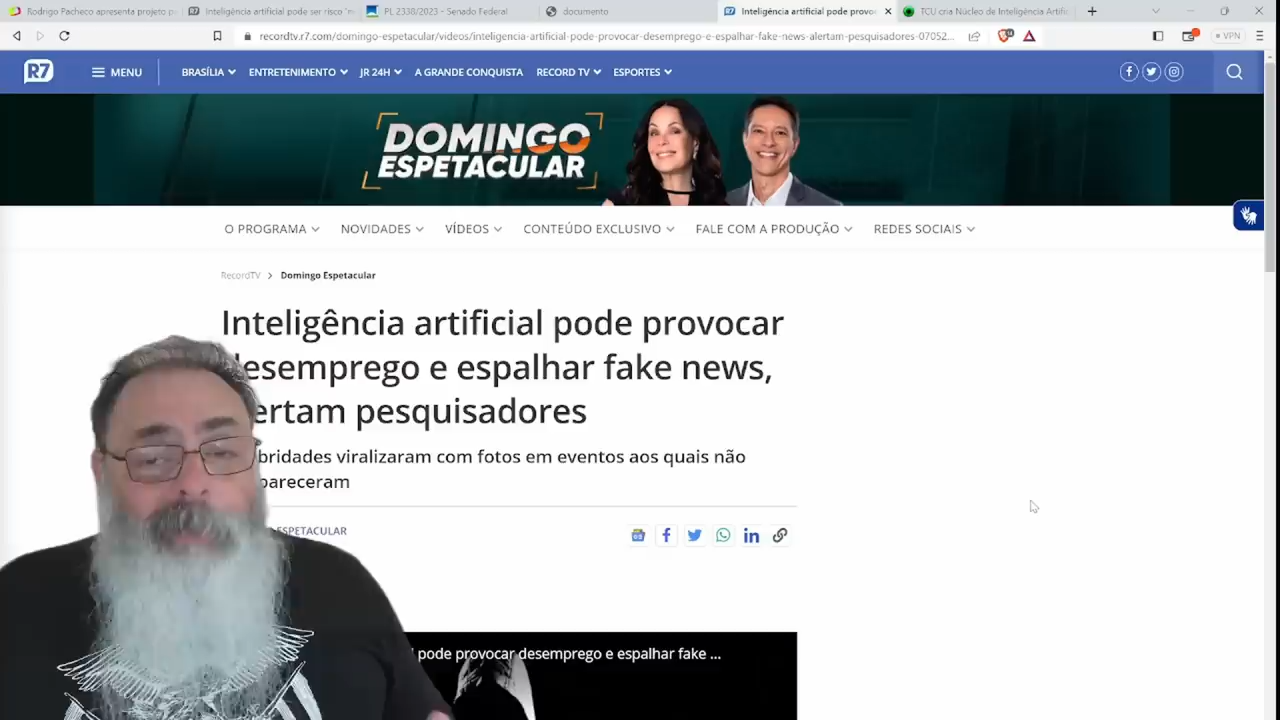 Rodrigo Pacheco apresenta projeto p
Inteligência artificial pode ser risco "m
PL 2338/2023 - Senado Federal
documento
Inteligência artificial pode provoc
TCU cria Núcleo de Inteligência Artific
recordtv.r7.com/domingo-espetacular/videos/inteligencia-artificial-pode-provocar-desemprego-e-espalhar-fake-news-alertam-pesquisadores-07052...
VPN
R7
MENU
BRASÍLIA
ENTRETENIMENTO
JR 24H
A GRANDE CONQUISTA
RECORD TV
ESPORTES
DOMINGO
ESPETACULAR
O PROGRAMA
NOVIDADES
VÍDEOS
CONTEÚDO EXCLUSIVO
FALE COM A PRODUÇÃO
REDES SOCIAIS
RecordTV > Domingo Espetacular
Inteligência artificial pode provocar
esemprego e espalhar fake news,
ertam pesquisadores
bridades viralizaram com fotos em eventos aos quais não
pareceram
ESPETACULAR
pode provocar desemprego e espalhar fake ...